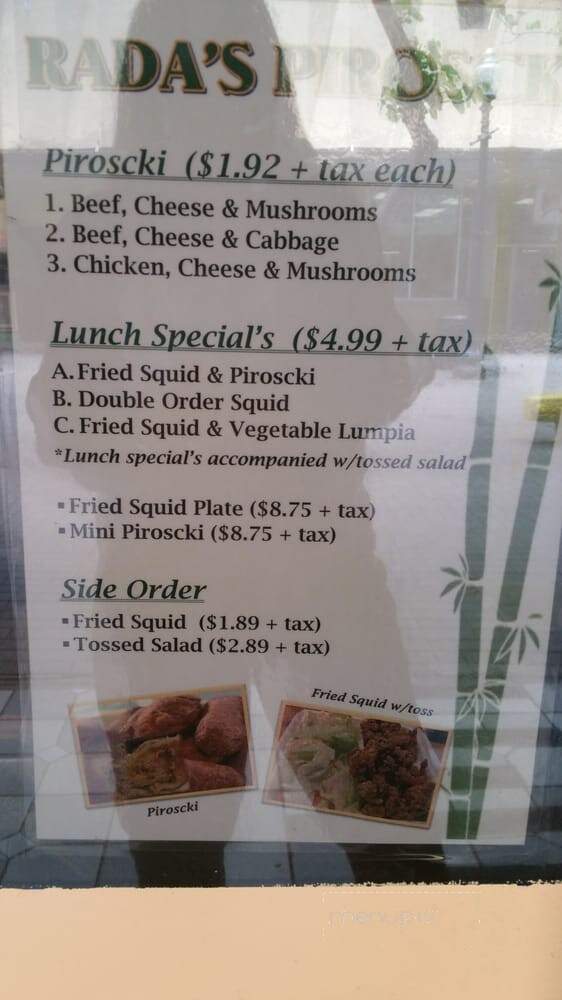 RADA'S PIROSCK
Piroscki ($1.92 + tax each)
1. Beef, Cheese & Mushrooms
2. Beef, Cheese & Cabbage
3. Chicken, Cheese & Mushrooms
Lunch Special's ($4.99 + tax)
A. Fried Squid & Piroscki
B. Double Order Squid
C. Fried Squid & Vegetable Lumpia
*Lunch special's accompanied w/tossed salad
▪ Fried Squid Plate ($8.75 + tax)
▪ Mini Piroscki ($8.75 + tax)
Side Order
▪ Fried Squid ($1.89 + tax)
▪ Tossed Salad ($2.89 + tax)
Fried Squid w/toss
Piroscki